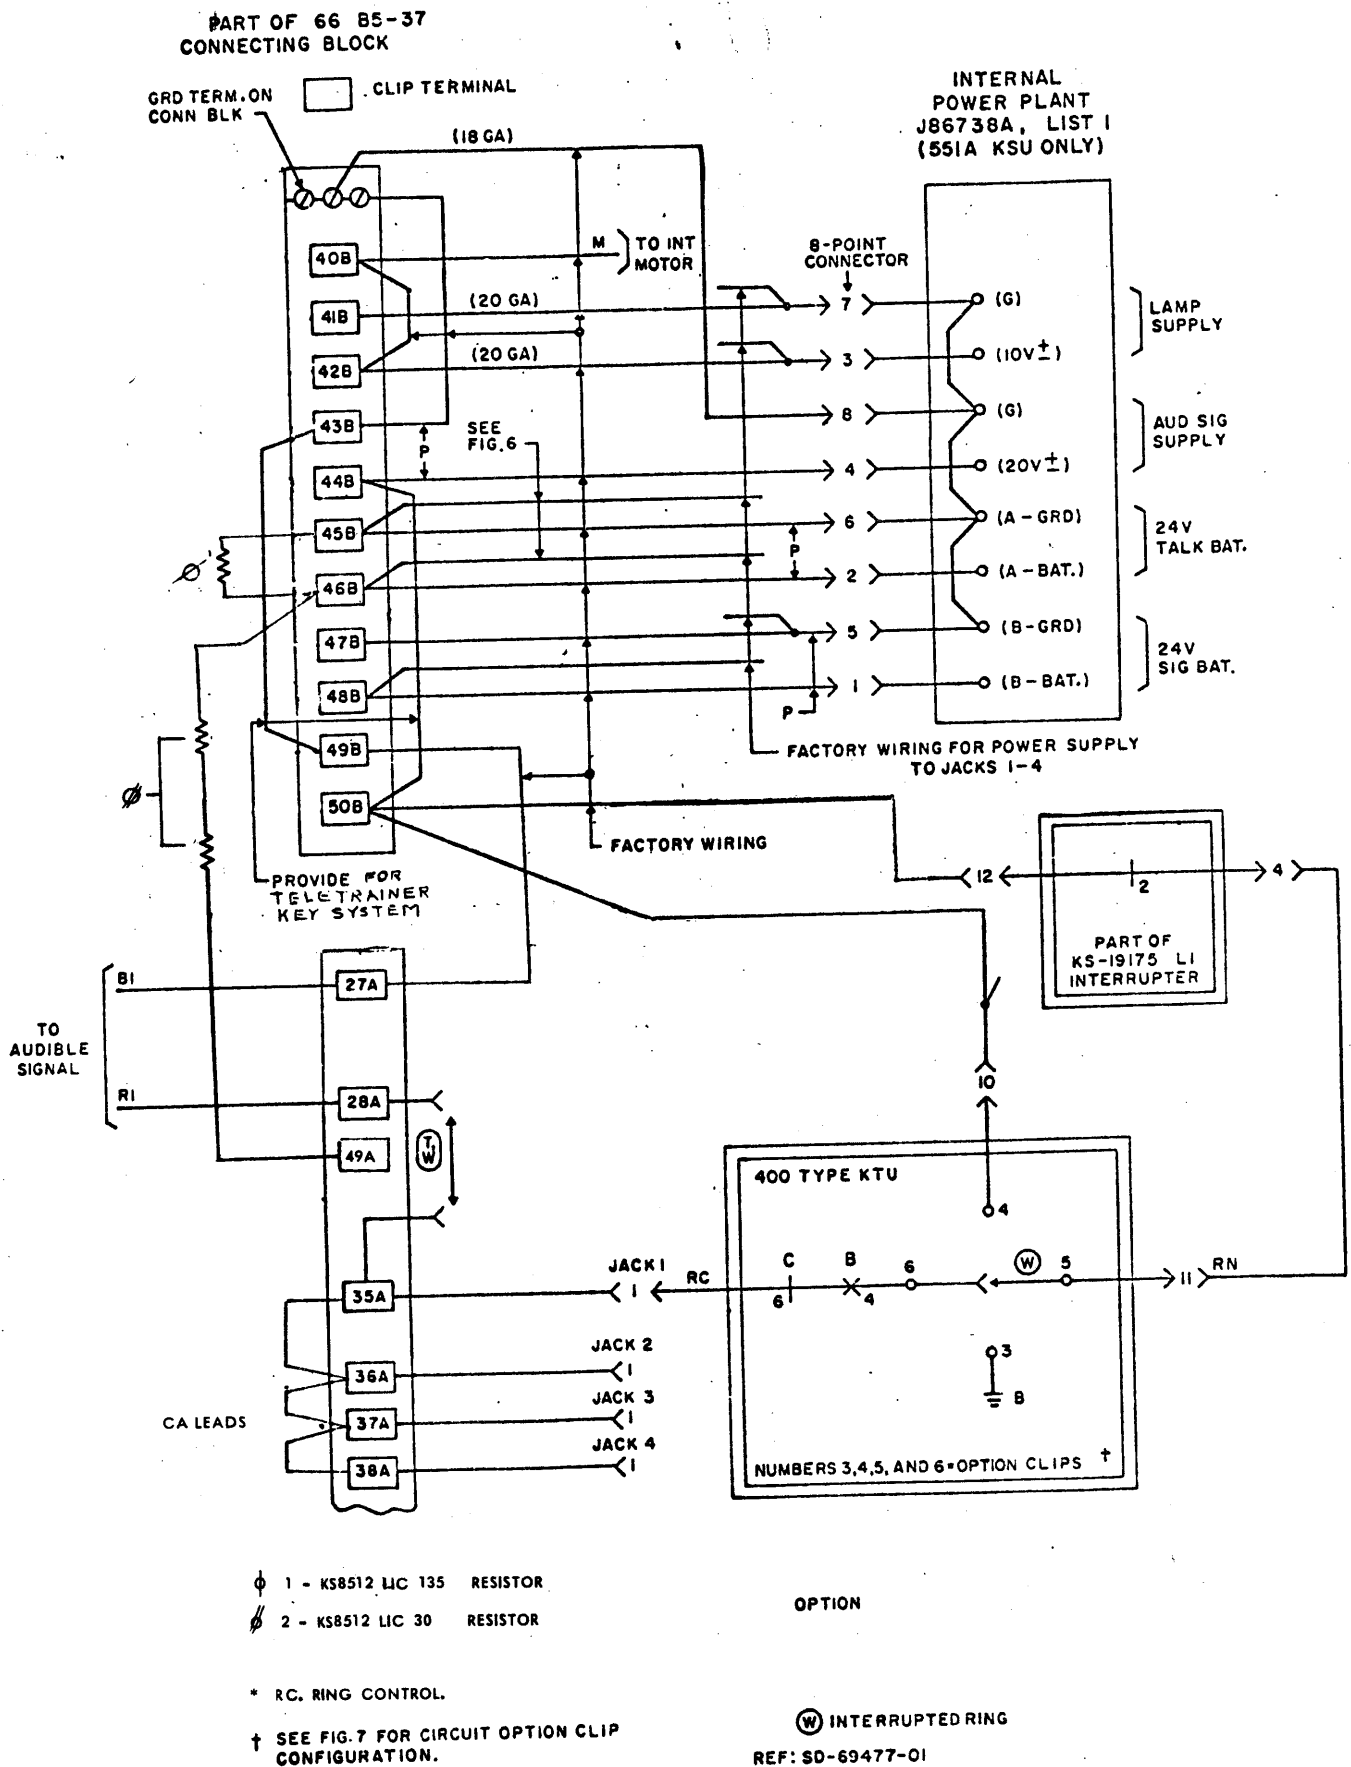 PART OF 66 B5-37
CONNECTING BLOCK
CLIP TERMINAL
GRD TERM. ON
CONN BLK
(18 GA)
INTERNAL
POWER PLANT
J86738A, LIST 1
(551A KSU ONLY)
40B
M
TO INT
MOTOR
8-POINT
CONNECTOR
41B
(20 GA)
7
(G)
LAMP
SUPPLY
42B
(20 GA)
3
(10V±)
43B
P
SEE
FIG.6
8
(G)
AUD SIG
SUPPLY
44B
4
(20V±)
45B
6
(A-GRD)
24V
TALK BAT.
P
46B
2
(A-BAT.)
47B
5
(B-GRD)
24V
SIG BAT.
48B
1
(B-BAT.)
P
49B
FACTORY WIRING FOR POWER SUPPLY
TO JACKS 1-4
50B
FACTORY WIRING
PROVIDE FOR
TELETRAINER
KEY SYSTEM
12
2
4
PART OF
KS-19175 L1
INTERRUPTER
B1
27A
TO
AUDIBLE
SIGNAL
10
R1
28A
T,
W
49A
400 TYPE KTU
4
35A
JACK 1
1
RC
C
6
B
4
6
W
5
11
RN
JACK 2
36A
1
3
B
CA LEADS
JACK 3
37A
1
JACK 4
38A
1
NUMBERS 3,4,5, AND 6=OPTION CLIPS †
ϕ 1 - KS8512 LIC 135 RESISTOR
2 - KS8512 LIC 30 RESISTOR
OPTION
* RC. RING CONTROL.
† SEE FIG. 7 FOR CIRCUIT OPTION CLIP
CONFIGURATION.
W INTERRUPTED RING
REF: SD-69477-01